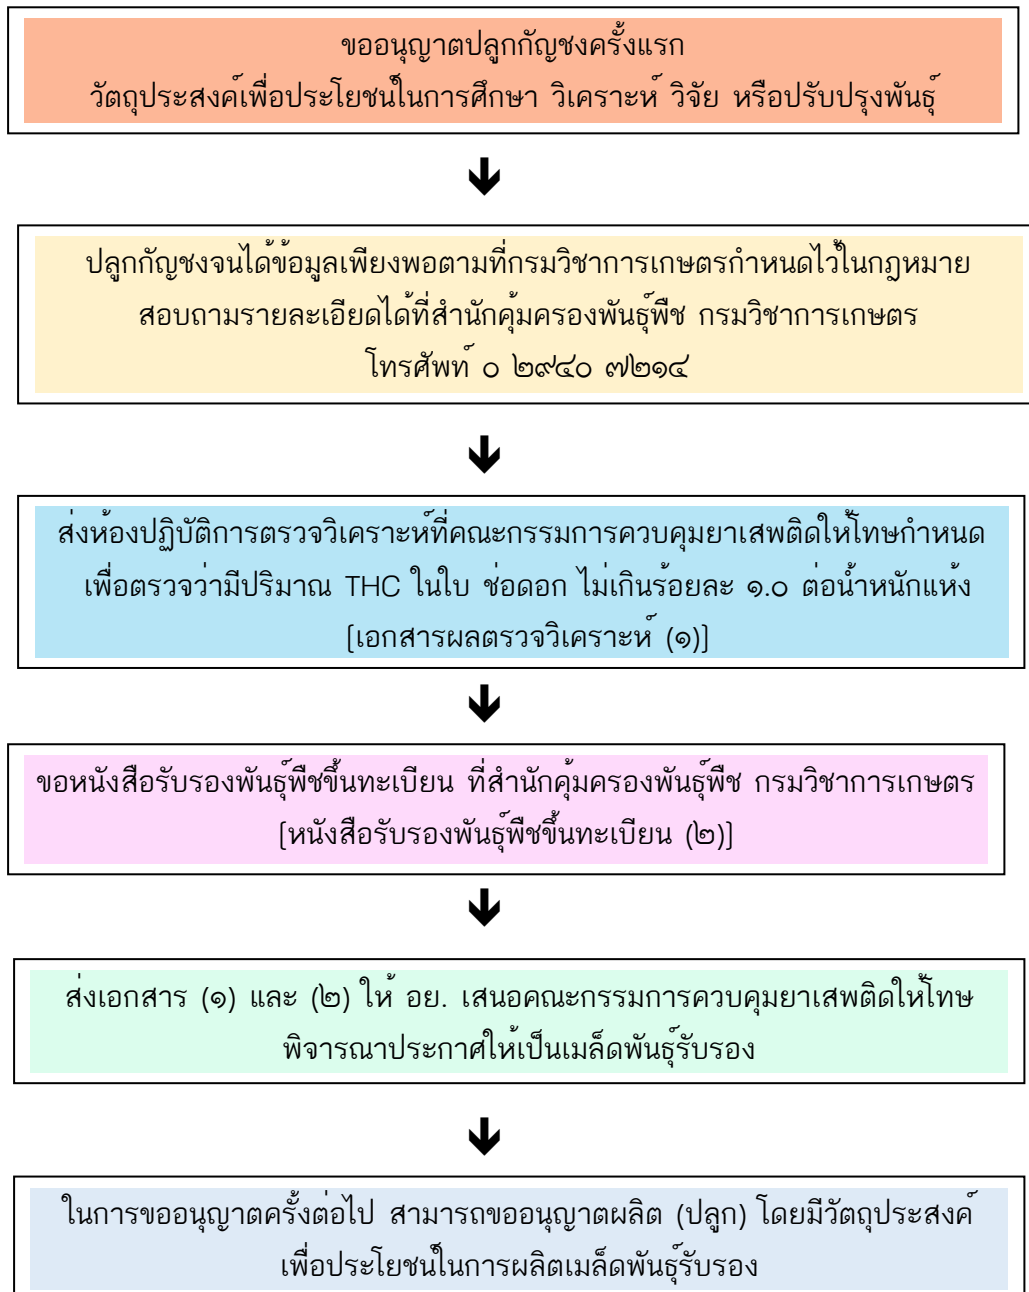 ขออนุญาตปลูกกัญชงครั้งแรก
วัตถุประสงค์เพื่อประโยชน์ในการศึกษา วิเคราะห์ วิจัย หรือปรับปรุงพันธุ์
ปลูกกัญชงจนได้ข้อมูลเพียงพอตามที่กรมวิชาการเกษตรกำหนดไว้ในกฎหมาย
สอบถามรายละเอียดได้ที่สำนักคุ้มครองพันธุ์พืช กรมวิชาการเกษตร
โทรศัพท์ ๐ ๒๙๔๐ ๗๒๑๔
ส่งห้องปฏิบัติการตรวจวิเคราะห์ที่คณะกรรมการควบคุมยาเสพติดให้โทษกำหนด
เพื่อตรวจว่ามีปริมาณ THC ในใบ ช่อดอก ไม่เกินร้อยละ ๑.๐ ต่อน้ำหนักแห้ง
[เอกสารผลตรวจวิเคราะห์ (๑)]
ขอหนังสือรับรองพันธุ์พืชขึ้นทะเบียน ที่สำนักคุ้มครองพันธุ์พืช กรมวิชาการเกษตร
[หนังสือรับรองพันธุ์พืชขึ้นทะเบียน (๒)]
ส่งเอกสาร (๑) และ (๒) ให้ อย. เสนอคณะกรรมการควบคุมยาเสพติดให้โทษ
พิจารณาประกาศให้เป็นเมล็ดพันธุ์รับรอง
ในการขออนุญาตครั้งต่อไป สามารถขออนุญาตผลิต (ปลูก) โดยมีวัตถุประสงค์
เพื่อประโยชน์ในการผลิตเมล็ดพันธุ์รับรอง